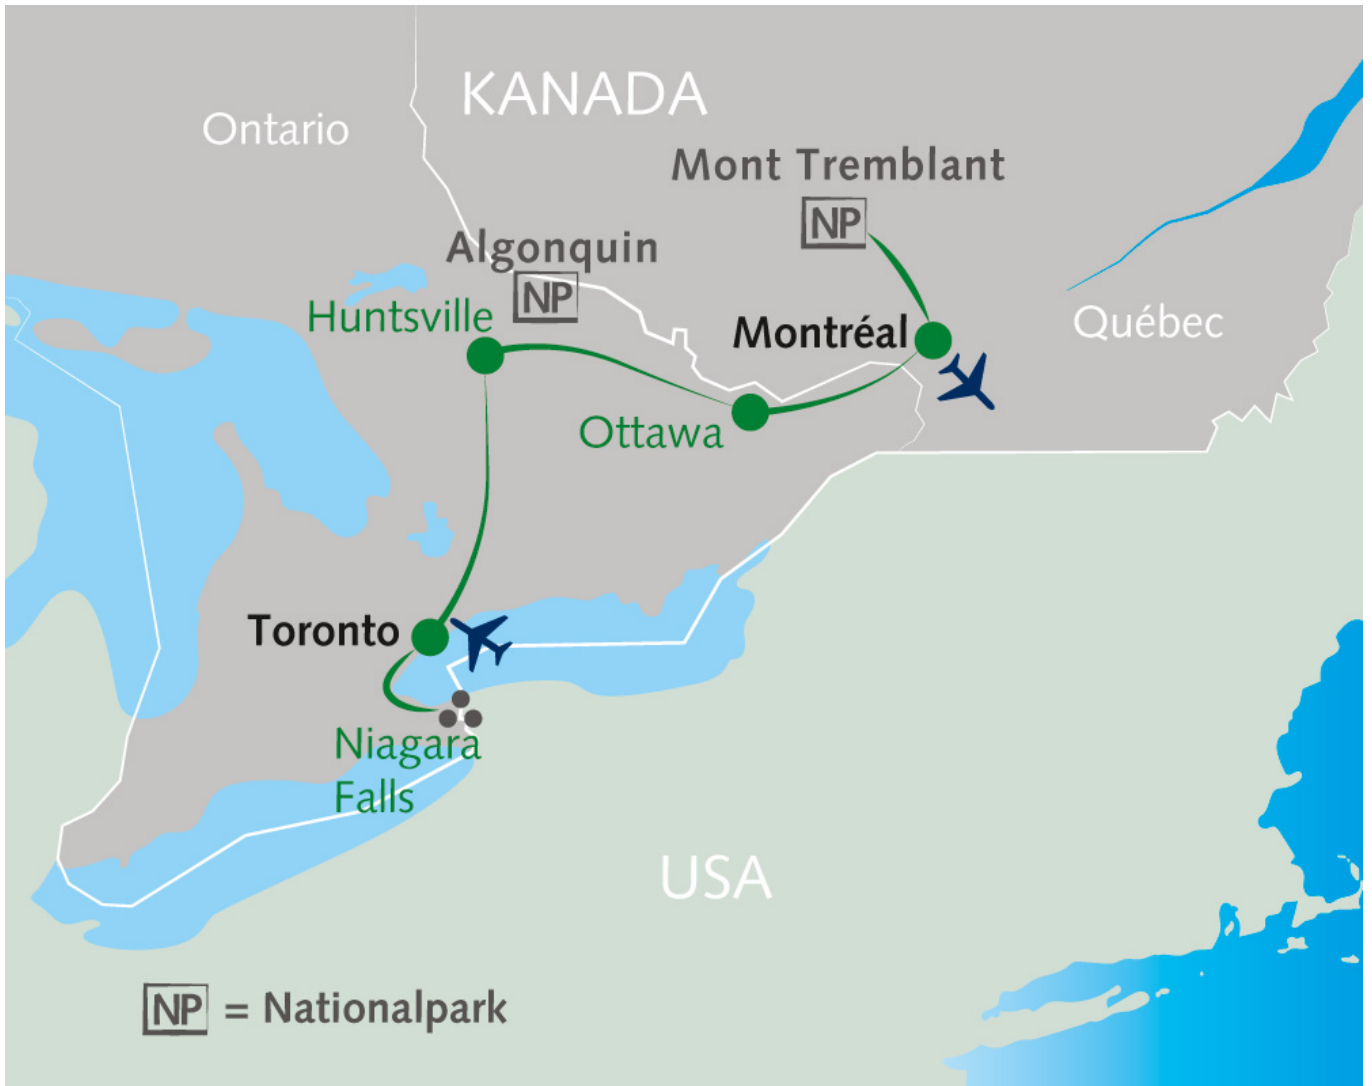 KANADA
Ontario
Mont Tremblant
NP
Algonquin
NP
Huntsville
Montréal
Québec
Ottawa
Toronto
Niagara
Falls
USA
NP = Nationalpark